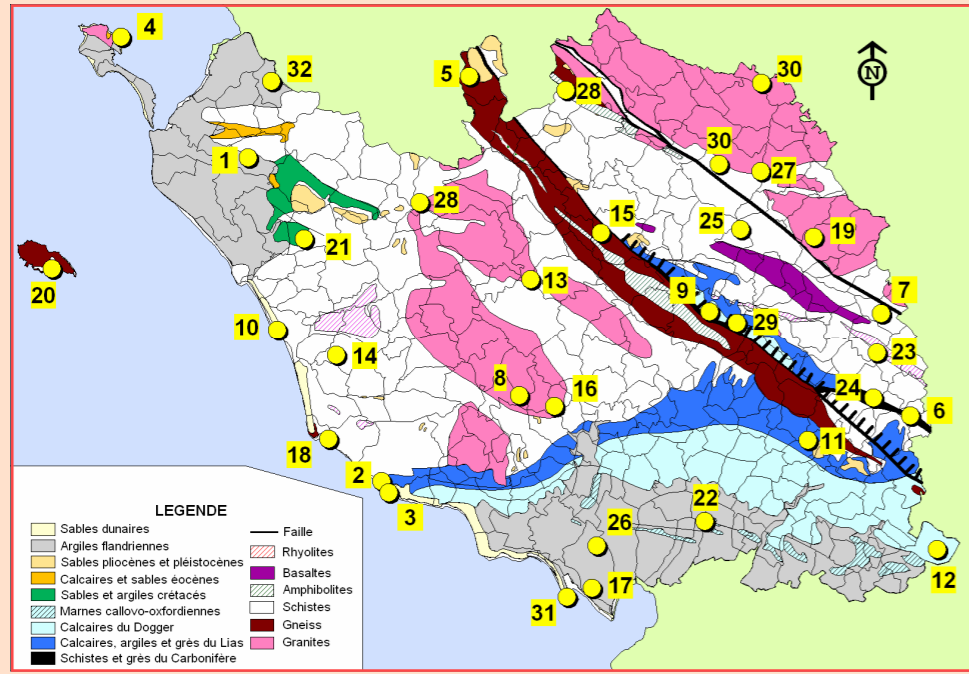 4
32
5
28
30
N
1
30
27
28
15
25
19
21
20
13
9
7
10
29
14
23
8
16
24
6
18
11
2
3
22
26
12
17
31
LEGENDE
Sables dunaires
Argiles flandriennes
Sables pliocènes et pléistocènes
Calcaires et sables éocènes
Sables et argiles crétacés
Marnes callovo-oxfordiennes
Calcaires du Dogger
Calcaires, argiles et grès du Lias
Schistes et grès du Carbonifère
Faille
Rhyolites
Basaltes
Amphibolites
Schistes
Gneiss
Granites